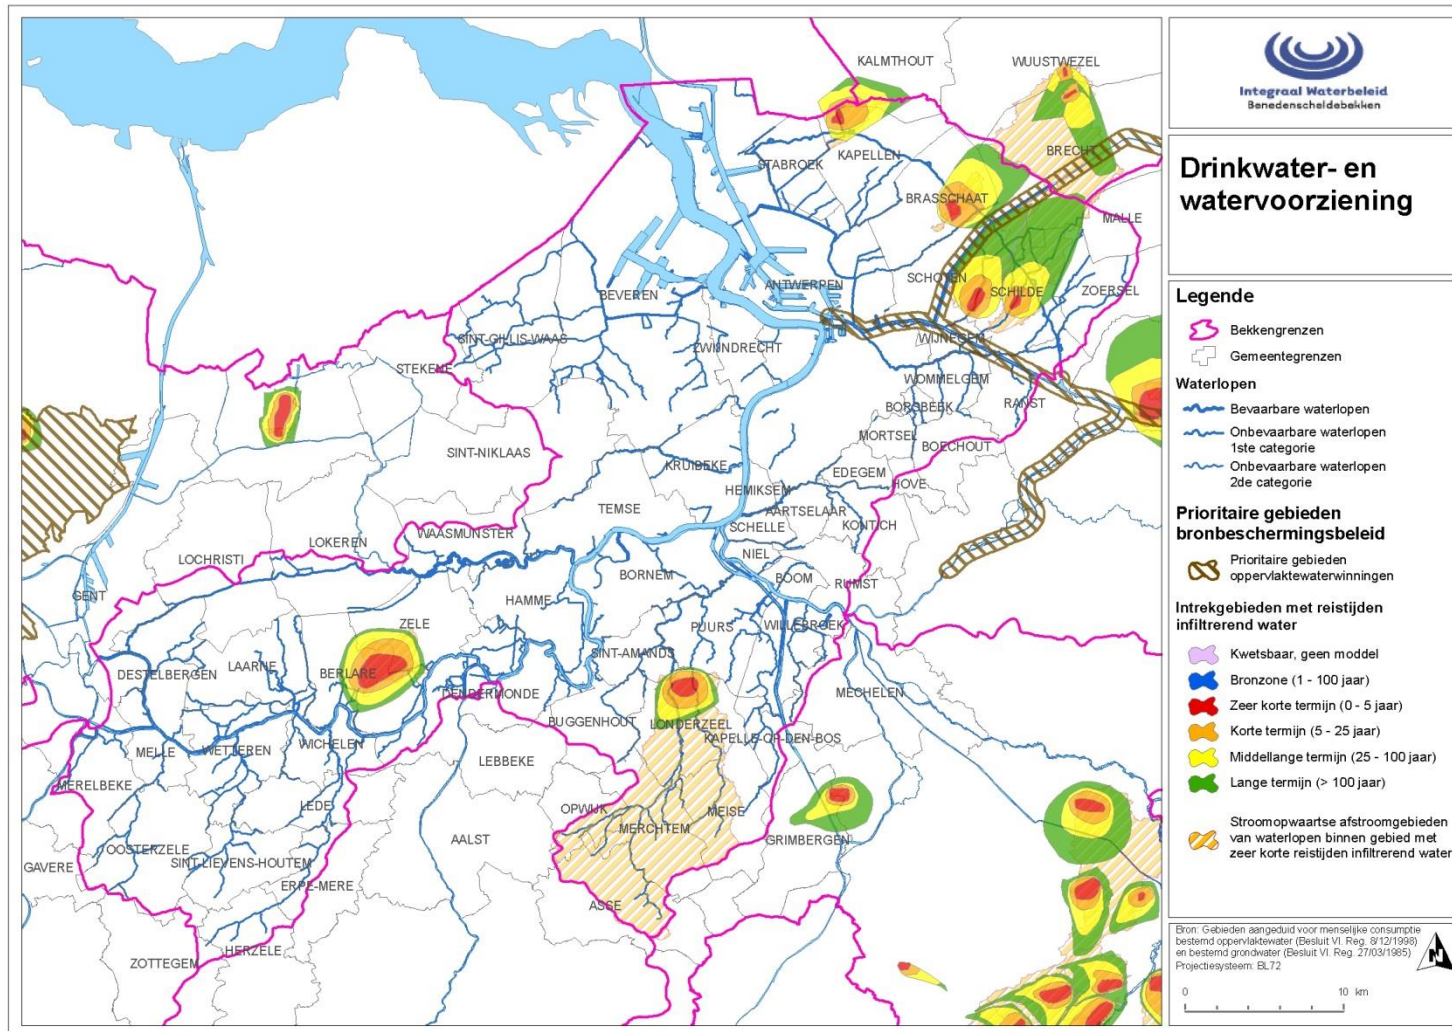 KALMTHOUT
WUUSTWEZEL
STABROEK
KAPELLEN
BRECHT
BRASSCHAAT
MALLE
SCHOTEN
SCHILDE
ZOERSEL
ANTWERPEN
BEVEREN
SINT-GILLIS-WAAS
ZWIJNDRECHT
WIJNEGEM
STEKENE
WOMMELGEM
BORSBEEK
RANST
MORTSEL
BOECHOUT
SINT-NIKLAAS
KRUIBEKE
EDEGEM
HOVE
HEMIKSEM
AARTSELAAR
TEMSE
SCHELLE
KONTICH
WAASMUNSTER
LOKEREN
LOCHRISTI
NIEL
BORNEM
BOOM
RUMST
GENT
HAMME
ZELE
PUURS
WILLEBROEK
SINT-AMANDS
LAARNE
DESTELBERGEN
BERLARE
DENDERMONDE
MECHELEN
BUGGENHOUT
LONDERZEEL
KAPELLE-OP-DEN-BOS
MELLE
WETTEREN
WICHELEN
LEBBEKE
MERELBEKE
LEDE
OPWIJK
MEISE
MERCHTEM
AALST
GRIMBERGEN
OOSTERZELE
SINT-LIEVENS-HOUTEM
GAVERE
ERPE-MERE
ASSE
HERZELE
ZOTTEGEM
Integraal Waterbeleid
Benedenscheldebekken
Drinkwater- en
watervoorziening
Legende
Bekkengrenzen
Gemeentegrenzen
Waterlopen
Bevaarbare waterlopen
Onbevaarbare waterlopen
1ste categorie
Onbevaarbare waterlopen
2de categorie
Prioritaire gebieden
bronbeschermingsbeleid
Prioritaire gebieden
oppervlaktewaterwinningen
Intrekgebieden met reistijden
infiltrerend water
Kwetsbaar, geen moddel
Bronzone (1 - 100 jaar)
Zeer korte termijn (0 - 5 jaar)
Korte termijn (5 - 25 jaar)
Middellange termijn (25 - 100 jaar)
Lange termijn (> 100 jaar)
Stroomopwaartse afstroomgebieden
van waterlopen binnen gebied met
zeer korte reistijden infiltrerend water
Bron: Gebieden aangeduid voor menselijke consumptie
bestemd oppervlaktewater (Besluit Vl. Reg. 8/12/1998)
en bestemd grondwater (Besluit Vl. Reg. 27/03/1985)
Projectiesysteem: BL72
N
0 10 km